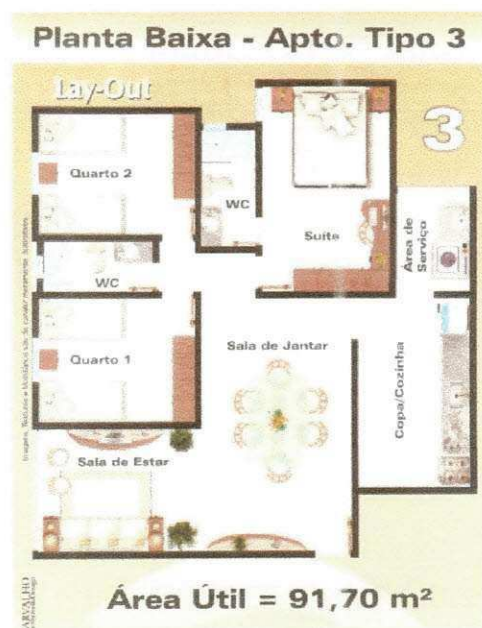 Planta Baixa - Apto. Tipo 3
Lay-Out
3
Quarto 2
WC
Suíte
Área de
Serviço
WC
Quarto 1
Sala de Jantar
Copa/Cozinha
Sala de Estar
Área Útil = 91,70 m²